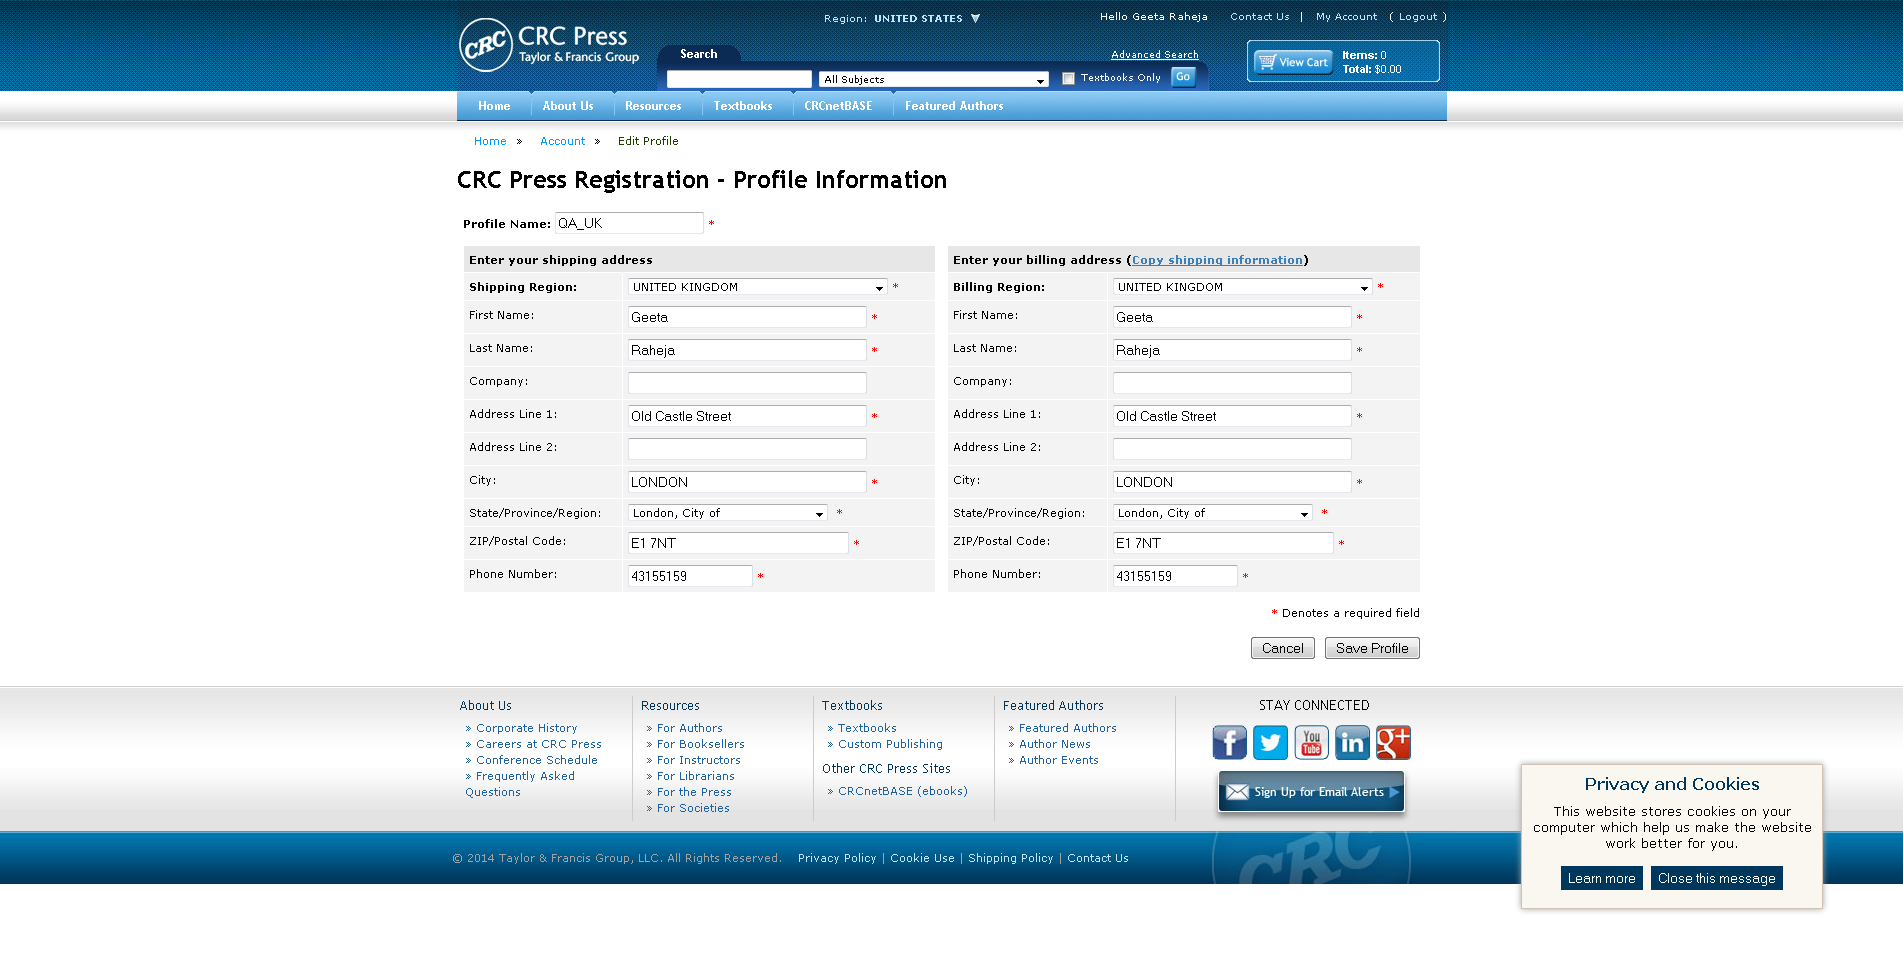 Region: UNITED STATES
Hello Geeta Raheja Contact Us | My Account ( Logout )
CRC CRC Press
Taylor & Francis Group
Search
Advanced Search
All Subjects Textbooks Only Go
View Cart Items: 0
Total: $0.00
Home About Us Resources Textbooks CRCnetBASE Featured Authors
Home » Account » Edit Profile
CRC Press Registration - Profile Information
Profile Name: QA_UK *
Enter your shipping address
Shipping Region: UNITED KINGDOM *
First Name: Geeta *
Last Name: Raheja *
Company:
Address Line 1: Old Castle Street *
Address Line 2:
City: LONDON *
State/Province/Region: London, City of *
ZIP/Postal Code: E1 7NT *
Phone Number: 43155159 *
Enter your billing address (Copy shipping information)
Billing Region: UNITED KINGDOM *
First Name: Geeta *
Last Name: Raheja *
Company:
Address Line 1: Old Castle Street *
Address Line 2:
City: LONDON *
State/Province/Region: London, City of *
ZIP/Postal Code: E1 7NT *
Phone Number: 43155159 *
* Denotes a required field
Cancel Save Profile
About Us
» Corporate History
» Careers at CRC Press
» Conference Schedule
» Frequently Asked
Questions
Resources
» For Authors
» For Booksellers
» For Instructors
» For Librarians
» For the Press
» For Societies
Textbooks
» Textbooks
» Custom Publishing
Other CRC Press Sites
» CRCnetBASE (ebooks)
Featured Authors
» Featured Authors
» Author News
» Author Events
STAY CONNECTED
f You Tube in g+
Sign Up for Email Alerts
© 2014 Taylor & Francis Group, LLC. All Rights Reserved. Privacy Policy | Cookie Use | Shipping Policy | Contact Us
CRC
Privacy and Cookies
This website stores cookies on your
computer which help us make the website
work better for you.
Learn more Close this message